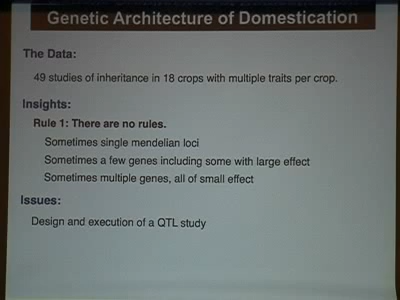 Genetic Architecture of Domestication
The Data:
49 studies of inheritance in 18 crops with multiple traits per crop.
Insights:
Rule 1: There are no rules.
Sometimes single mendelian loci
Sometimes a few genes including some with large effect
Sometimes multiple genes, all of small effect
Issues:
Design and execution of a QTL study